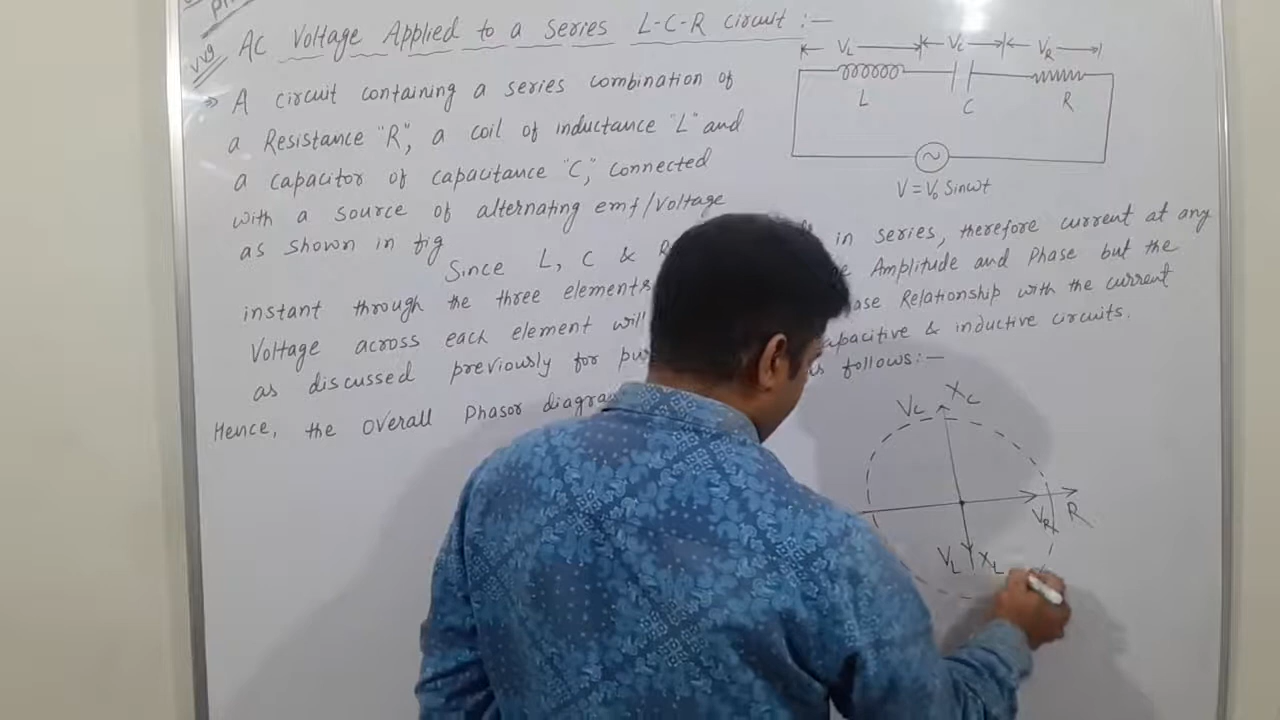 VVg
AC Voltage Applied to a Series L-C-R Circuit :—
⇒ A circuit containing a series combination of
a Resistance "R", a coil of inductance "L" and
a capacitor of capacitance "C", connected
with a source of alternating emf/Voltage
as shown in fig
Since L, C & R in series, therefore current at any
instant through the three elements Amplitude and Phase but the
Voltage across each element will Relationship with the current
as discussed previously for capacitive & inductive circuits.
Hence, the overall Phasor follows :—
VL VC VR
L C R
V = V₀ Sinωt
VC XC
VR R
VL XL